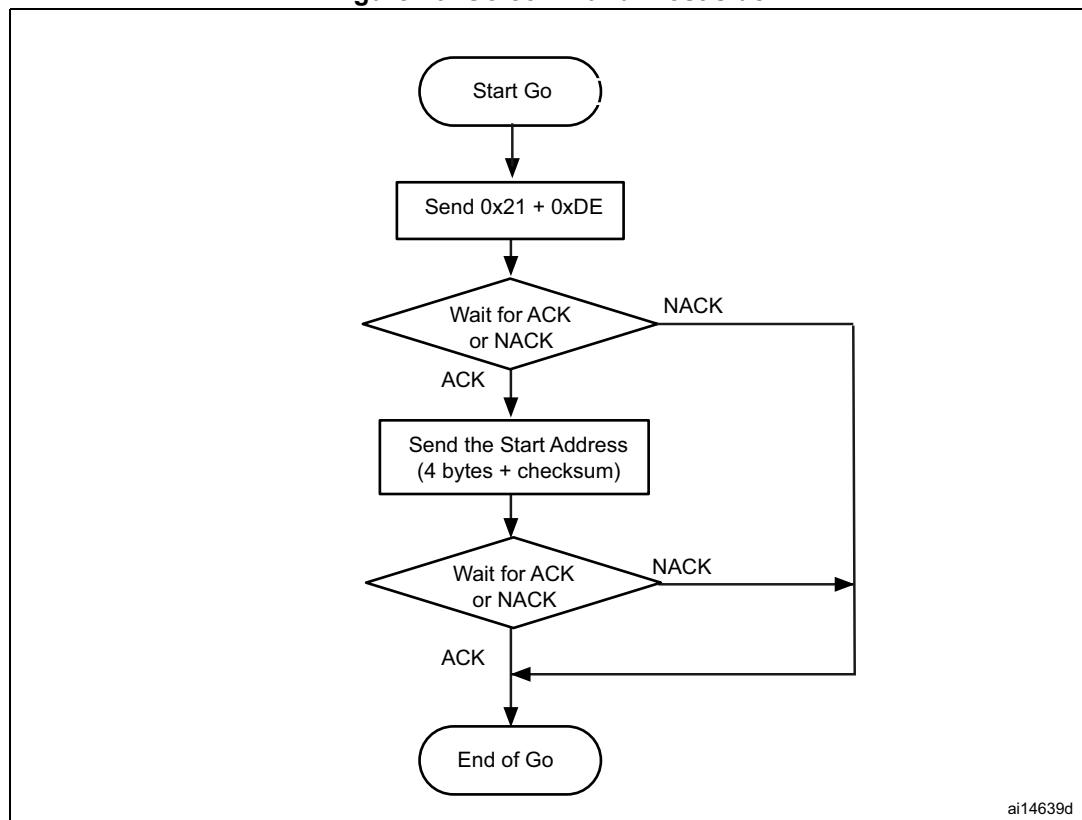 Start Go
Send 0x21 + 0xDE
Wait for ACK
or NACK
NACK
ACK
Send the Start Address
(4 bytes + checksum)
Wait for ACK
or NACK
NACK
ACK
End of Go
ai14639d